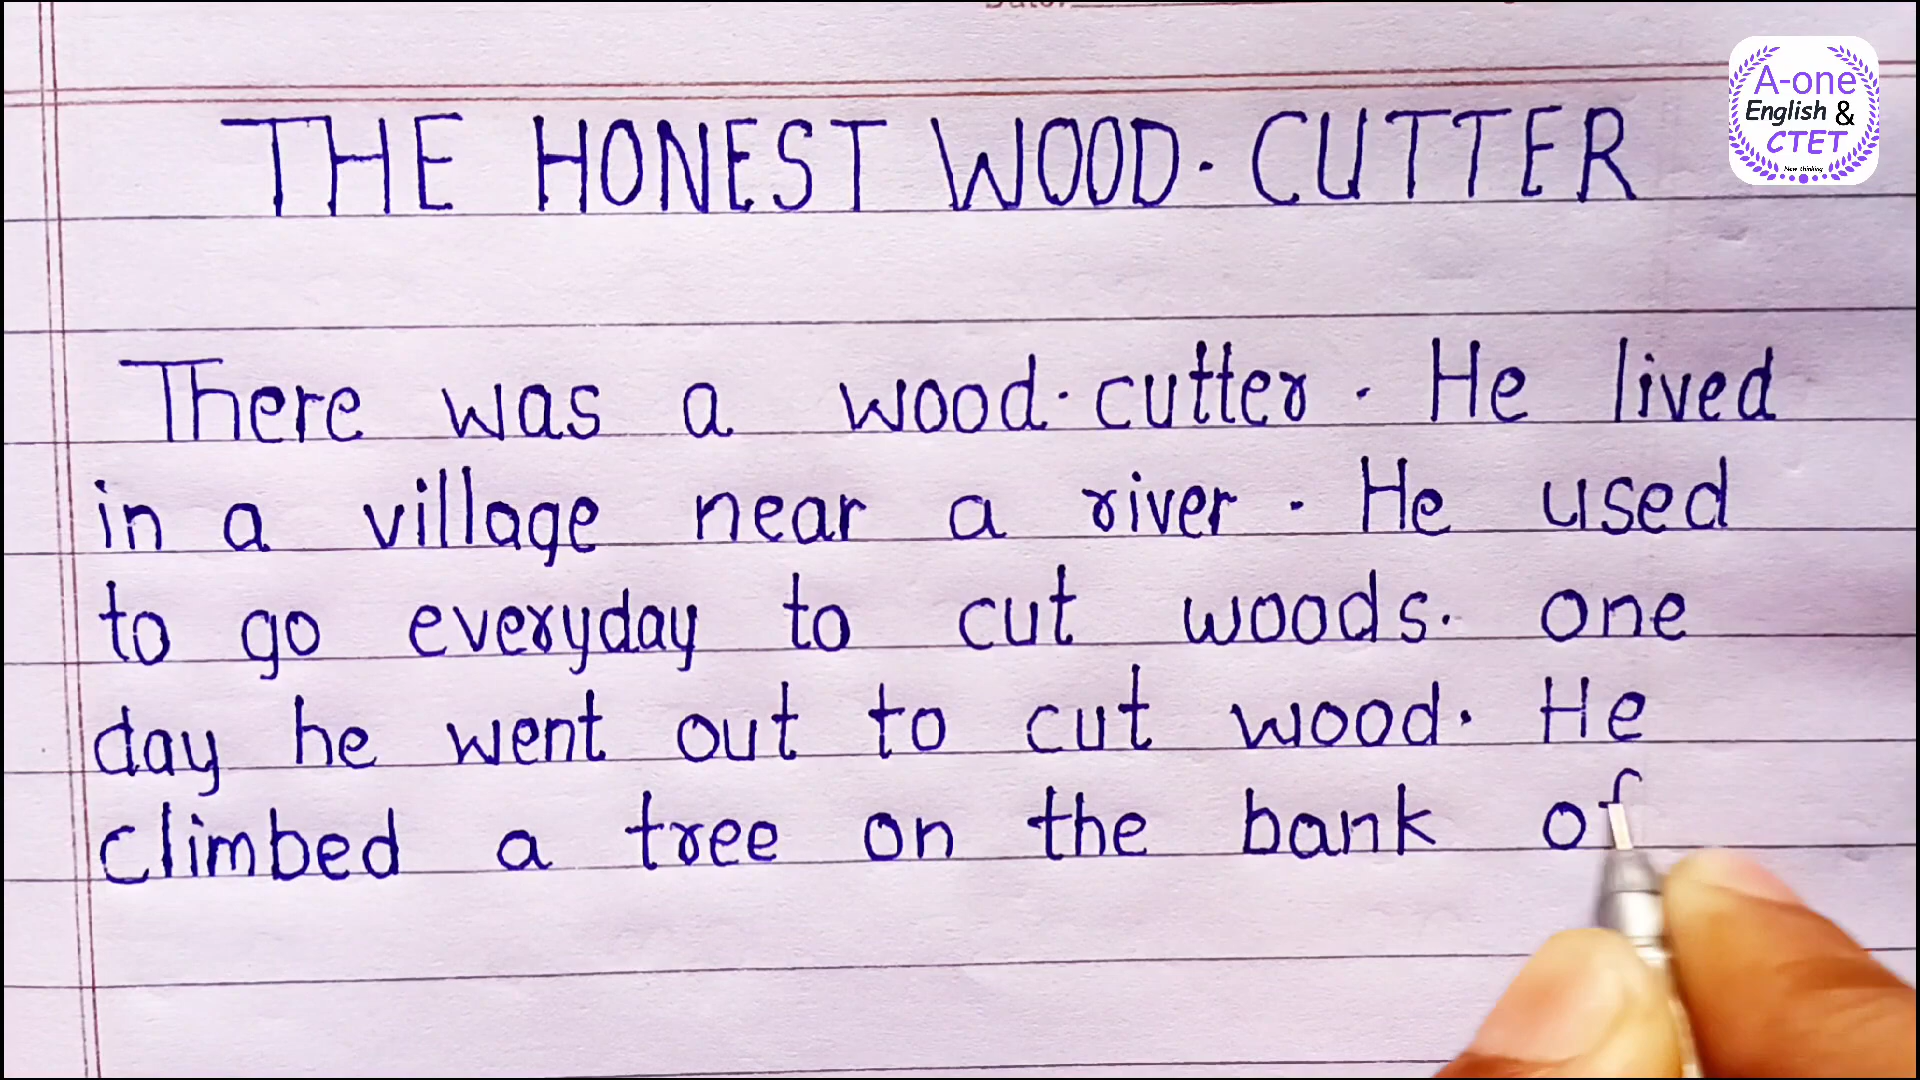 A-one
English &
CTET
New thinking
THE HONEST WOOD-CUTTER
There was a wood-cutter. He lived
in a village near a river. He used
to go everyday to cut woods. one
day he went out to cut wood. He
climbed a tree on the bank of